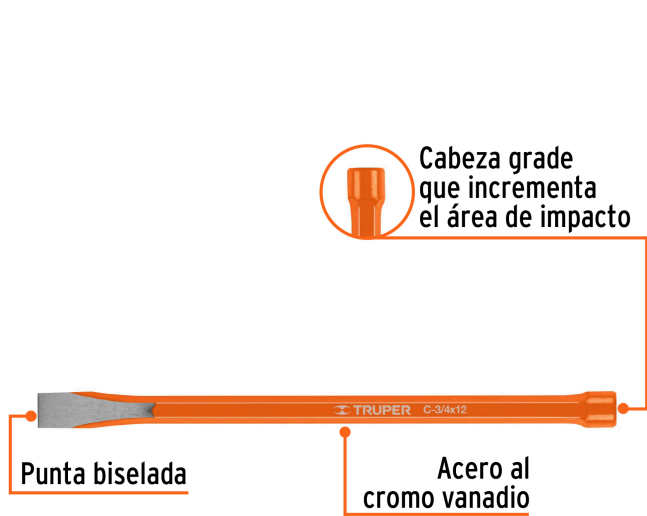 Cabeza grade
que incrementa
el área de impacto
TRUPER C-3/4x12
Punta biselada
Acero al
cromo vanadio